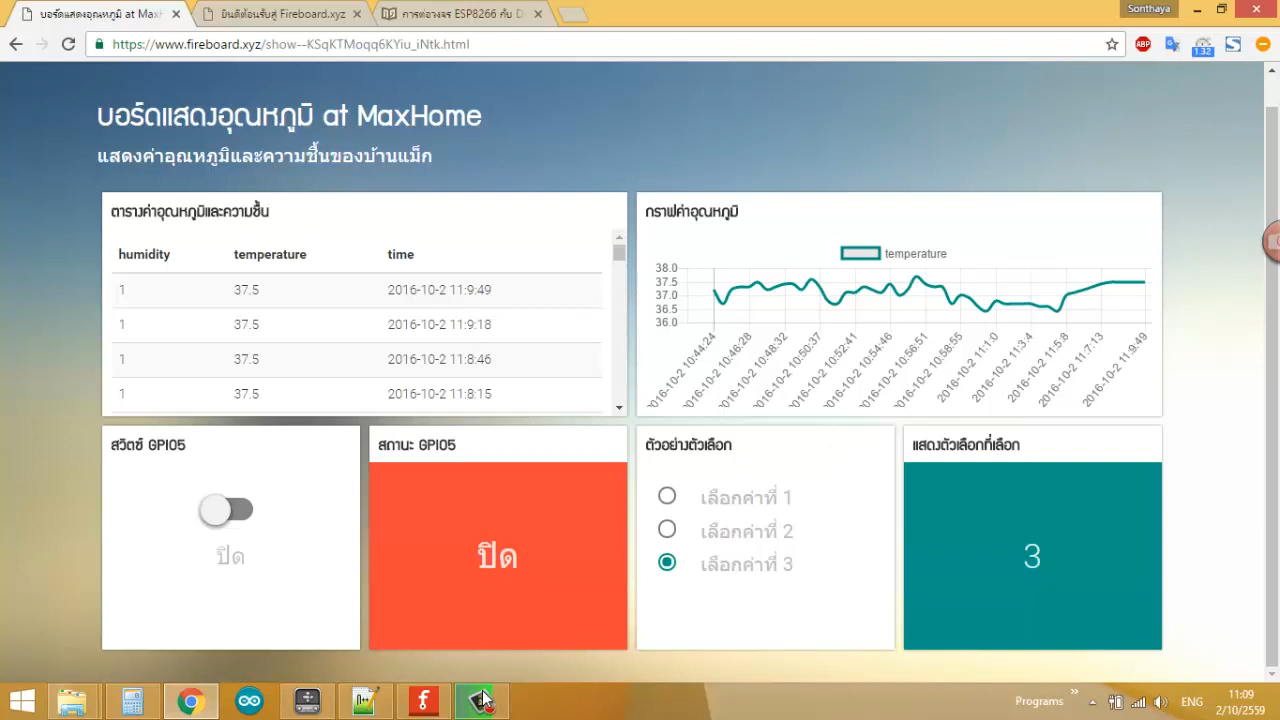 บอร์ดแสดงอุณหภูมิ at MaxH
ยินดีต้อนรับสู่ Fireboard.xyz
การต่อวงจร ESP8266 กับ D
Sonthaya
https://www.fireboard.xyz/show--KSqKTMoqq6KYiu_iNtk.html
ABP
1.32
บอร์ดแสดงอุณหภูมิ at MaxHome
แสดงค่าอุณหภูมิและความชื้นของบ้านแม็ก
ตารางค่าอุณหภูมิและความชื้น
humidity temperature time
1 37.5 2016-10-2 11:9:49
1 37.5 2016-10-2 11:9:18
1 37.5 2016-10-2 11:8:46
1 37.5 2016-10-2 11:8:15
กราฟค่าอุณหภูมิ
temperature
38.0
37.5
37.0
36.5
36.0
2016-10-2 10:44:24
2016-10-2 10:46:28
2016-10-2 10:48:32
2016-10-2 10:50:37
2016-10-2 10:52:41
2016-10-2 10:54:46
2016-10-2 10:56:51
2016-10-2 10:58:55
2016-10-2 11:1:0
2016-10-2 11:3:4
2016-10-2 11:5:8
2016-10-2 11:7:13
2016-10-2 11:9:49
สวิตซ์ GPIO5
ปิด
สถานะ GPIO5
ปิด
ตัวอย่างตัวเลือก
เลือกค่าที่ 1
เลือกค่าที่ 2
เลือกค่าที่ 3
แสดงตัวเลือกที่เลือก
3
Programs
ENG
11:09
2/10/2559